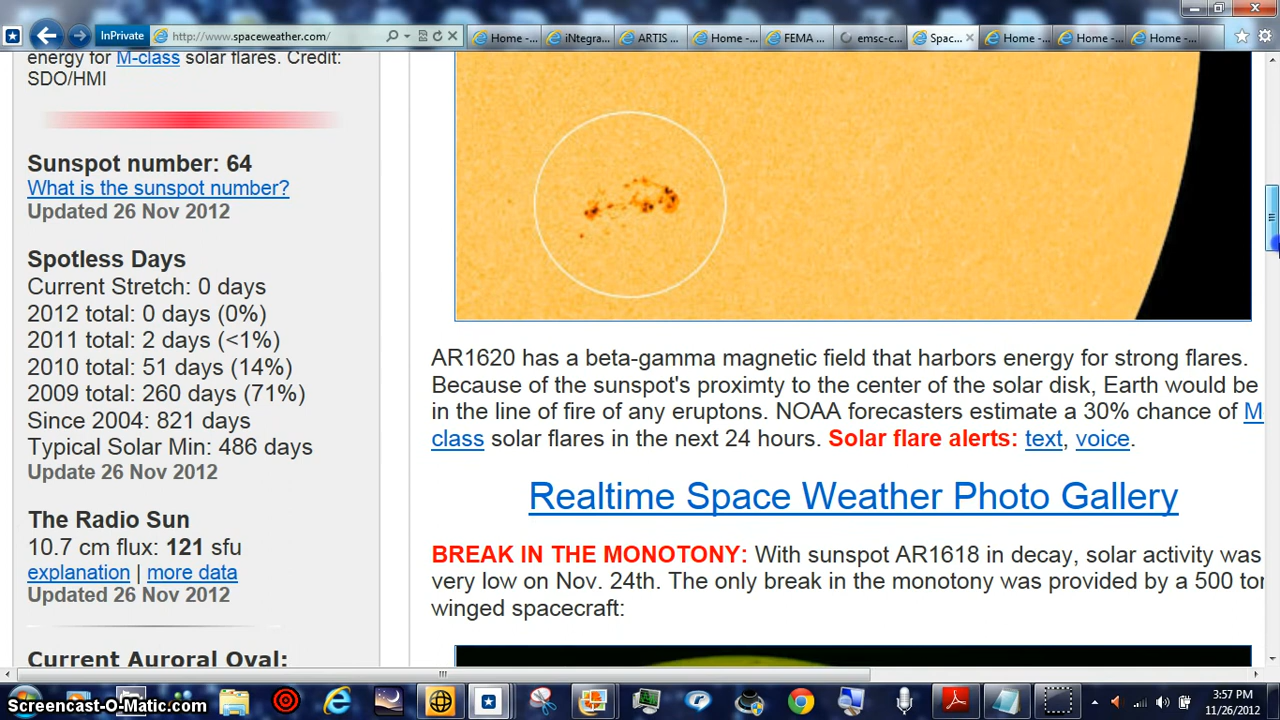 InPrivate
http://www.spaceweather.com/
Home -...
iNtegra...
ARTIS ...
Home -...
FEMA ...
emsc-c...
Spac...
Home -...
Home -...
Home -...
energy for M-class solar flares. Credit:
SDO/HMI
Sunspot number: 64
What is the sunspot number?
Updated 26 Nov 2012
Spotless Days
Current Stretch: 0 days
2012 total: 0 days (0%)
2011 total: 2 days (<1%)
2010 total: 51 days (14%)
2009 total: 260 days (71%)
Since 2004: 821 days
Typical Solar Min: 486 days
Update 26 Nov 2012
The Radio Sun
10.7 cm flux: 121 sfu
explanation | more data
Updated 26 Nov 2012
Current Auroral Oval:
AR1620 has a beta-gamma magnetic field that harbors energy for strong flares.
Because of the sunspot's proximty to the center of the solar disk, Earth would be
in the line of fire of any eruptons. NOAA forecasters estimate a 30% chance of M
class solar flares in the next 24 hours. Solar flare alerts: text, voice.
Realtime Space Weather Photo Gallery
BREAK IN THE MONOTONY: With sunspot AR1618 in decay, solar activity was
very low on Nov. 24th. The only break in the monotony was provided by a 500 to
winged spacecraft:
Screencast-O-Matic.com
3:57 PM
11/26/2012